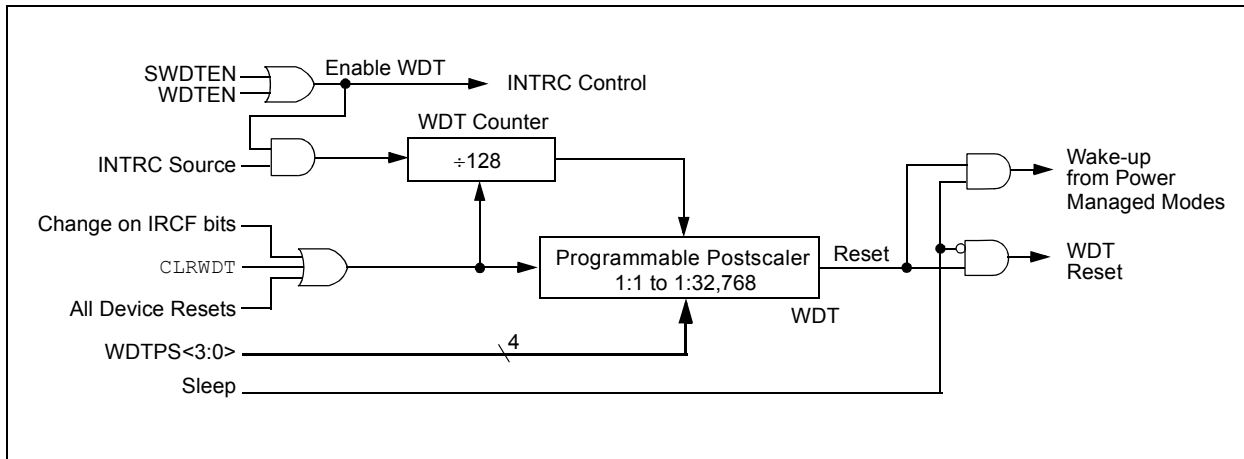 SWDTEN
WDTEN
Enable WDT
INTRC Control
WDT Counter
INTRC Source
÷128
Wake-up
from Power
Managed Modes
Change on IRCF bits
CLRWDT
All Device Resets
Programmable Postscaler
1:1 to 1:32,768
Reset
WDT
WDT
Reset
WDTPS<3:0>
4
Sleep